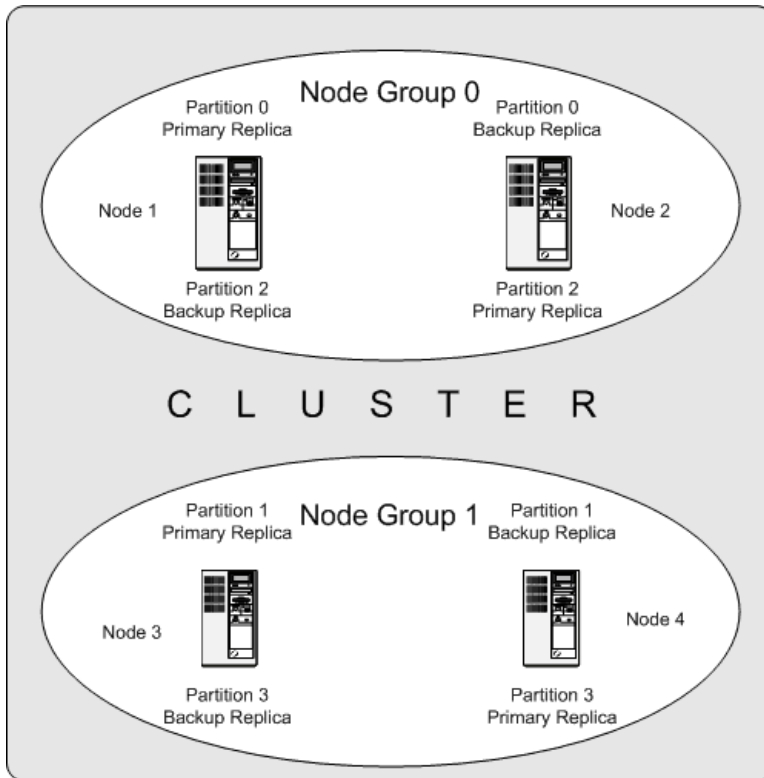 Node Group 0
Partition 0
Primary Replica
Partition 0
Backup Replica
Node 1
Node 2
Partition 2
Backup Replica
Partition 2
Primary Replica
C L U S T E R
Node Group 1
Partition 1
Primary Replica
Partition 1
Backup Replica
Node 3
Node 4
Partition 3
Backup Replica
Partition 3
Primary Replica